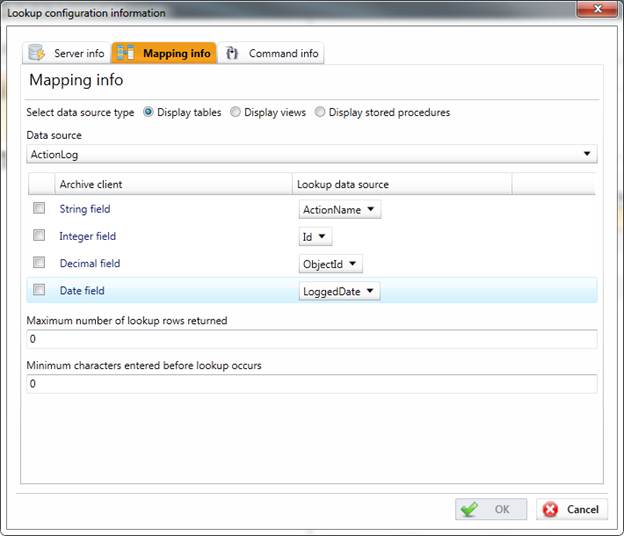 Lookup configuration information
Server info Mapping info Command info
Mapping info
Select data source type Display tables Display views Display stored procedures
Data source
ActionLog
Archive client Lookup data source
String field ActionName
Integer field Id
Decimal field ObjectId
Date field LoggedDate
Maximum number of lookup rows returned
0
Minimum characters entered before lookup occurs
0
OK Cancel